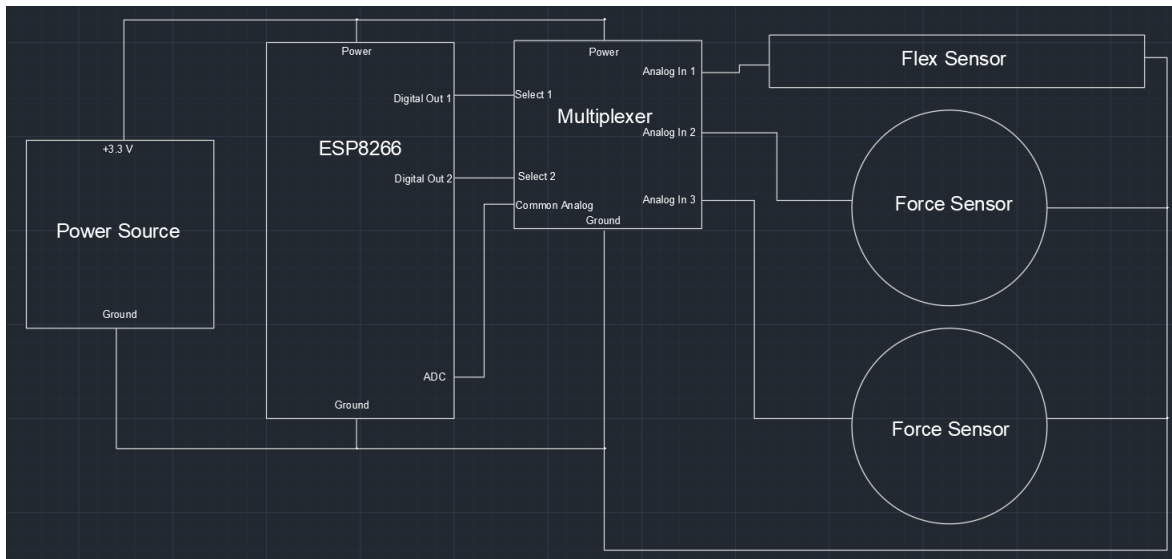 Power
Power
Analog In 1
Flex Sensor
Digital Out 1
Select 1
Multiplexer
Analog In 2
+3.3 V
ESP8266
Digital Out 2
Select 2
Analog In 3
Common Analog
Force Sensor
Ground
Power Source
Ground
ADC
Ground
Force Sensor